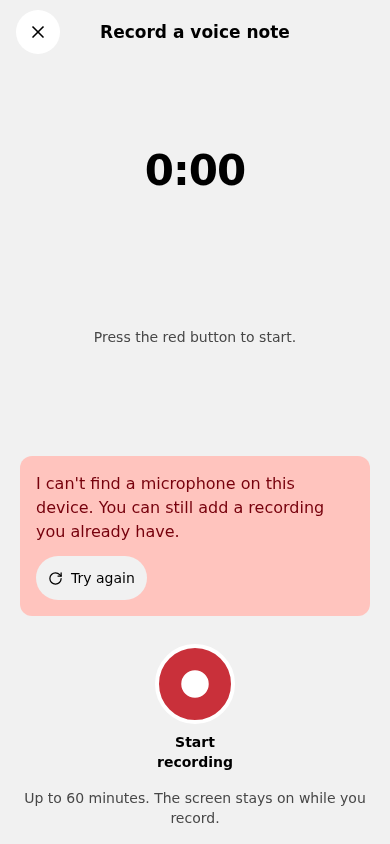 Record a voice note
0:00
Press the red button to start.
I can't find a microphone on this
device. You can still add a recording
you already have.
Try again
Start
recording
Up to 60 minutes. The screen stays on while you
record.